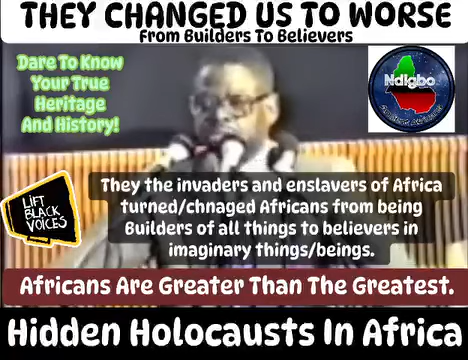 THEY CHANGED US TO WORSE
From Builders To Believers
Dare To Know
Your True
Heritage
And History!
Ndigbo
LIFT
BLACK
VOICES
They the invaders and enslavers of Africa
turned/chnaged Africans from being
Builders of all things to believers in
imaginary things/beings.
Africans Are Greater Than The Greatest.
Hidden Holocausts In Africa